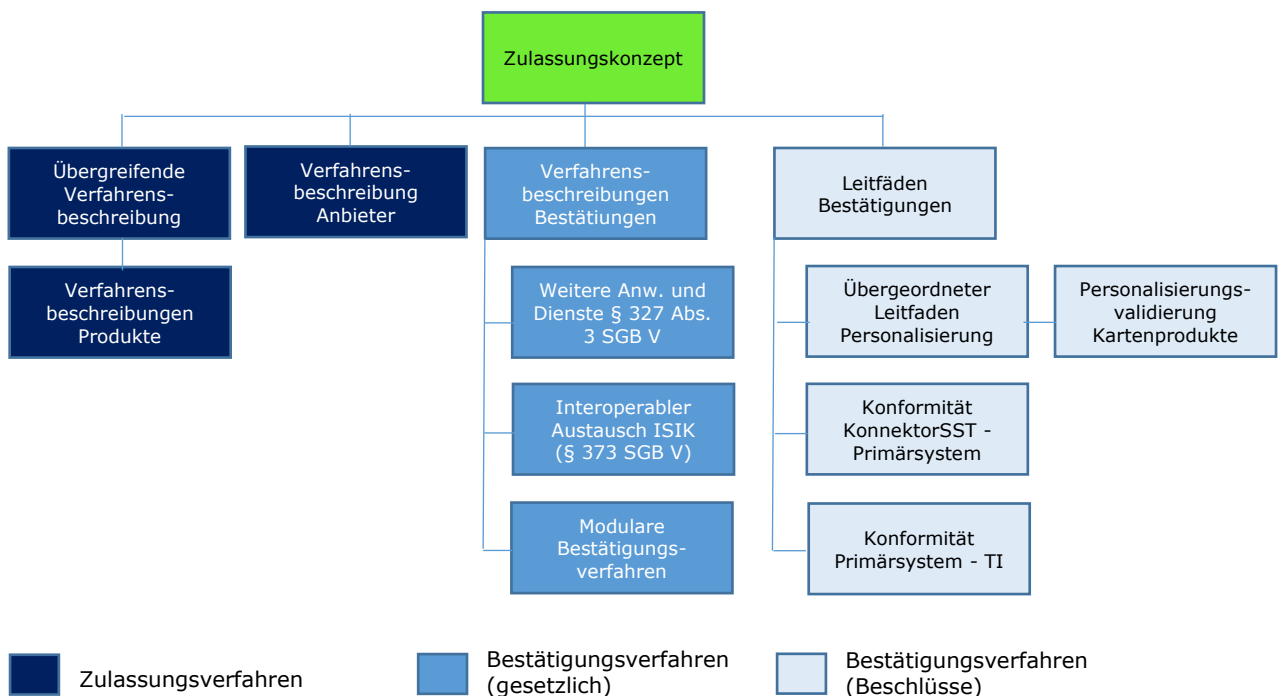 Zulassungskonzept
Übergreifende
Verfahrens-
beschreibung
Verfahrens-
beschreibung
Anbieter
Verfahrens-
beschreibungen
Bestätiungen
Leitfäden
Bestätigungen
Verfahrens-
beschreibungen
Produkte
Weitere Anw. und
Dienste § 327 Abs.
3 SGB V
Übergeordneter
Leitfaden
Personalisierung
Personalisierungs-
validierung
Kartenprodukte
Interoperabler
Austausch ISIK
(§ 373 SGB V)
Konformität
KonnektorSST -
Primärsystem
Modulare
Bestätigungs-
verfahren
Konformität
Primärsystem - TI
Zulassungsverfahren
Bestätigungsverfahren
(gesetzlich)
Bestätigungsverfahren
(Beschlüsse)